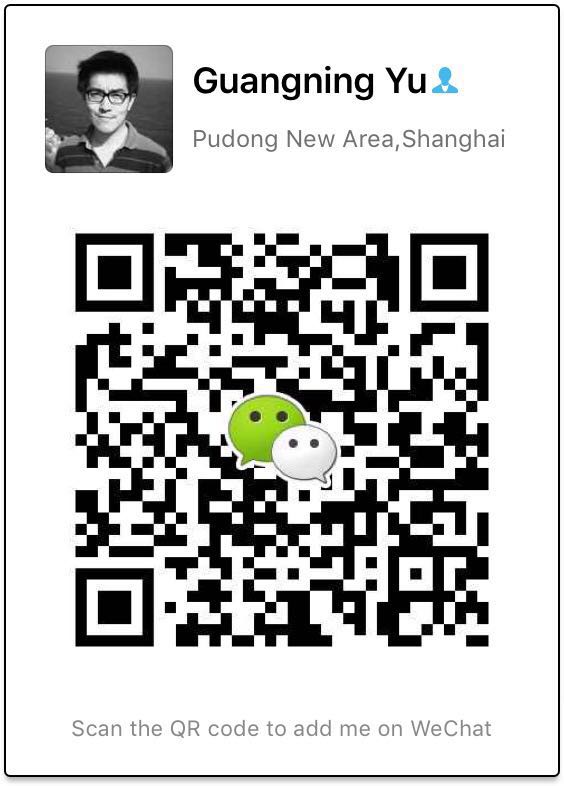 Guangning Yu
Pudong New Area,Shanghai
Scan the QR code to add me on WeChat